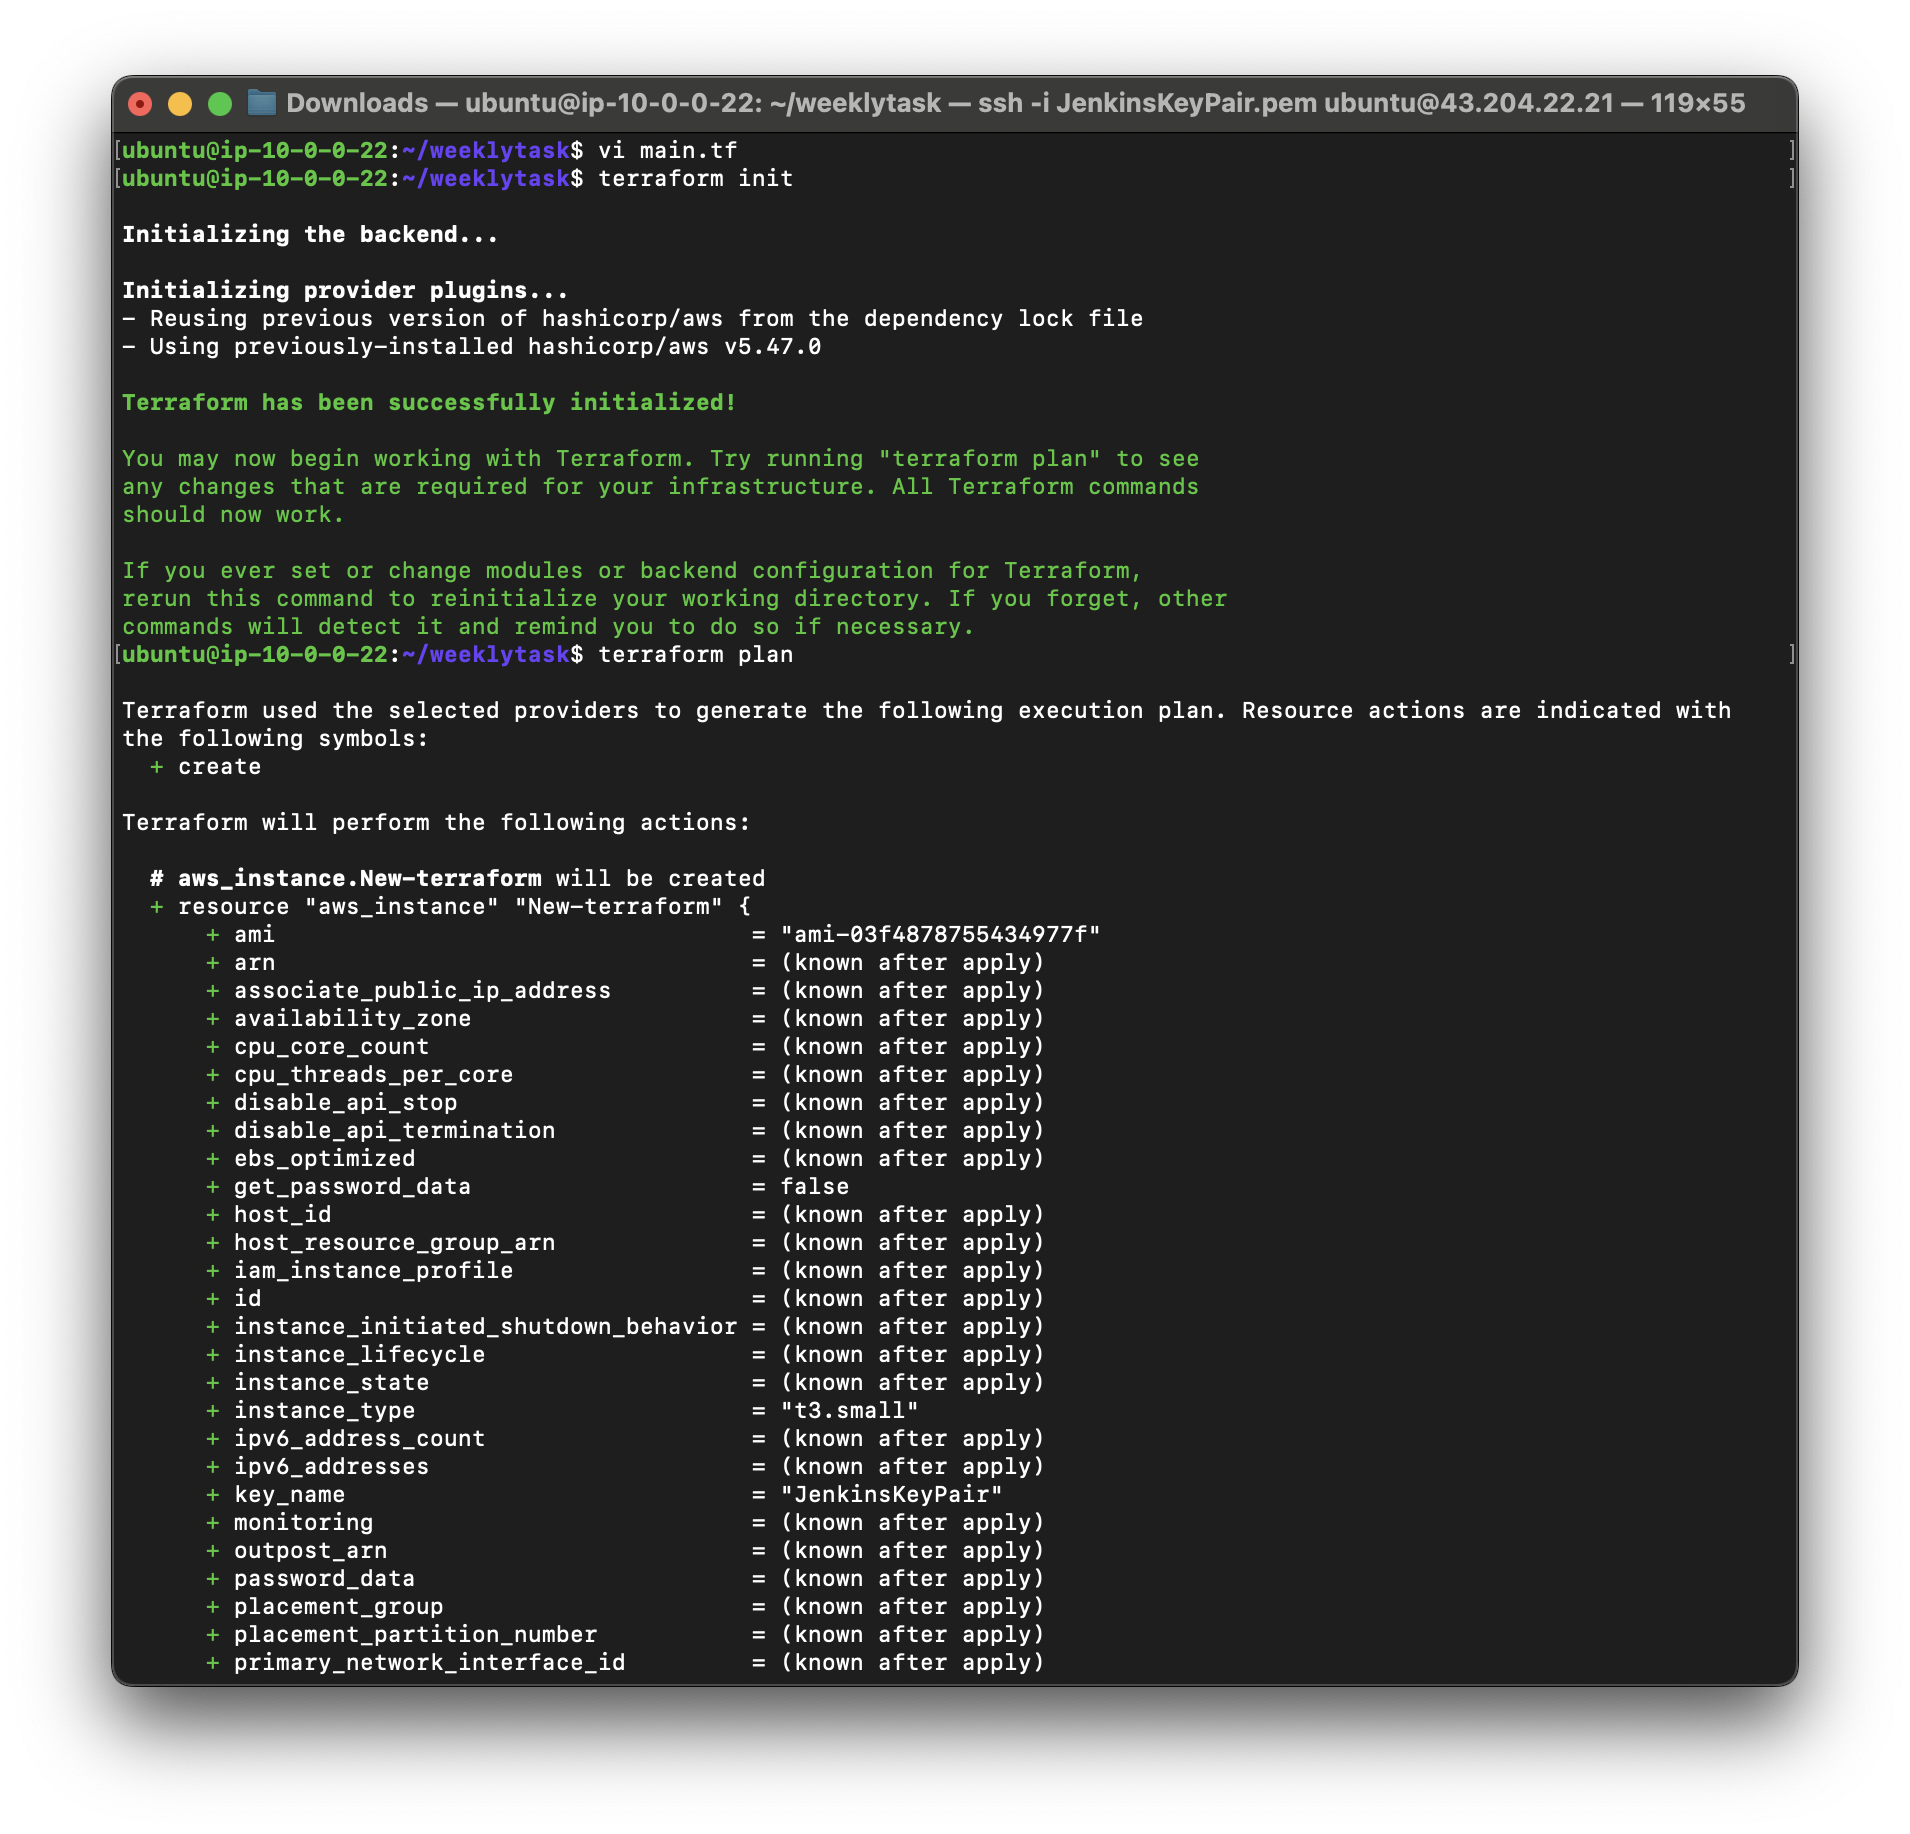 Downloads — ubuntu@ip-10-0-0-22: ~/weeklytask — ssh -i JenkinsKeyPair.pem ubuntu@43.204.22.21 — 119×55
[ubuntu@ip-10-0-0-22:~/weeklytask$ vi main.tf ]
[ubuntu@ip-10-0-0-22:~/weeklytask$ terraform init ]
Initializing the backend...
Initializing provider plugins...
- Reusing previous version of hashicorp/aws from the dependency lock file
- Using previously-installed hashicorp/aws v5.47.0
Terraform has been successfully initialized!
You may now begin working with Terraform. Try running "terraform plan" to see
any changes that are required for your infrastructure. All Terraform commands
should now work.
If you ever set or change modules or backend configuration for Terraform,
rerun this command to reinitialize your working directory. If you forget, other
commands will detect it and remind you to do so if necessary.
[ubuntu@ip-10-0-0-22:~/weeklytask$ terraform plan ]
Terraform used the selected providers to generate the following execution plan. Resource actions are indicated with
the following symbols:
  + create
Terraform will perform the following actions:
  # aws_instance.New-terraform will be created
  + resource "aws_instance" "New-terraform" {
      + ami                                  = "ami-03f4878755434977f"
      + arn                                  = (known after apply)
      + associate_public_ip_address          = (known after apply)
      + availability_zone                    = (known after apply)
      + cpu_core_count                       = (known after apply)
      + cpu_threads_per_core                 = (known after apply)
      + disable_api_stop                     = (known after apply)
      + disable_api_termination              = (known after apply)
      + ebs_optimized                        = (known after apply)
      + get_password_data                    = false
      + host_id                              = (known after apply)
      + host_resource_group_arn              = (known after apply)
      + iam_instance_profile                 = (known after apply)
      + id                                   = (known after apply)
      + instance_initiated_shutdown_behavior = (known after apply)
      + instance_lifecycle                   = (known after apply)
      + instance_state                       = (known after apply)
      + instance_type                        = "t3.small"
      + ipv6_address_count                   = (known after apply)
      + ipv6_addresses                       = (known after apply)
      + key_name                             = "JenkinsKeyPair"
      + monitoring                           = (known after apply)
      + outpost_arn                          = (known after apply)
      + password_data                        = (known after apply)
      + placement_group                      = (known after apply)
      + placement_partition_number           = (known after apply)
      + primary_network_interface_id         = (known after apply)